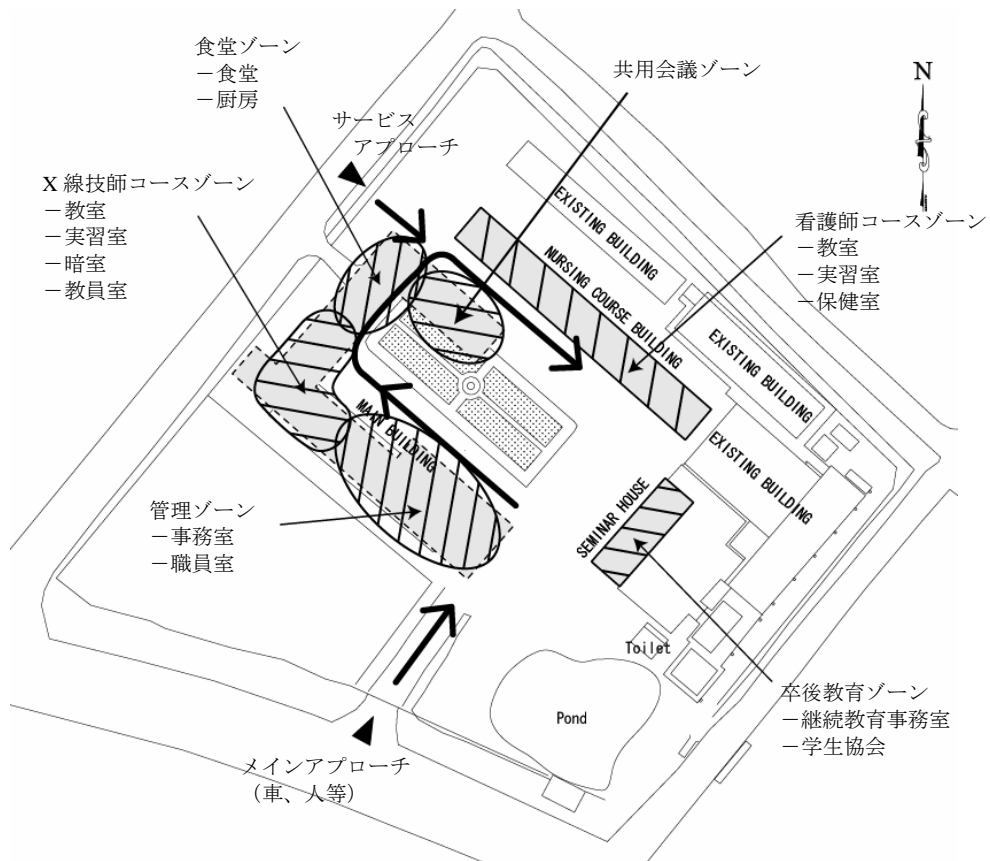 食堂ゾーン
－食堂
－厨房
サービス
アプローチ
共用会議ゾーン
N
X 線技師コースゾーン
－教室
－実習室
－暗室
－教員室
看護師コースゾーン
－教室
－実習室
－保健室
EXISTING BUILDING
NURSING COURSE BUILDING
EXISTING BUILDING
EXISTING BUILDING
MAIN BUILDING
SEMINAR HOUSE
管理ゾーン
－事務室
－職員室
Toilet
Pond
卒後教育ゾーン
－継続教育事務室
－学生協会
メインアプローチ
（車、人等）